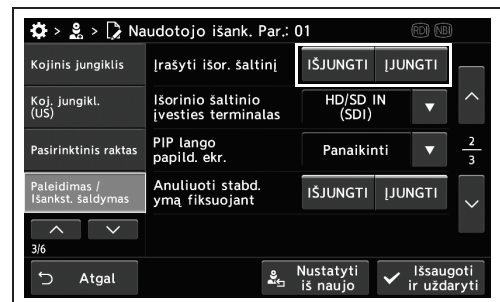 > > Naudotojo išank. Par.: 01 RDI NBI
Kojinis jungiklis
Įrašyti išor. šaltinį
IŠJUNGTI ĮJUNGTI
Koj. jungikl.
(US)
Išorinio šaltinio
įvesties terminalas
HD/SD IN
(SDI)
Pasirinktinis raktas
PIP lango
papild. ekr.
Panaikinti
2
3
Paleidimas /
Išankst. šaldymas
Anuliuoti stabd.
ymą fiksuojant
IŠJUNGTI ĮJUNGTI
3/6
Atgal
Nustatyti
iš naujo
Išsaugoti
ir uždaryti